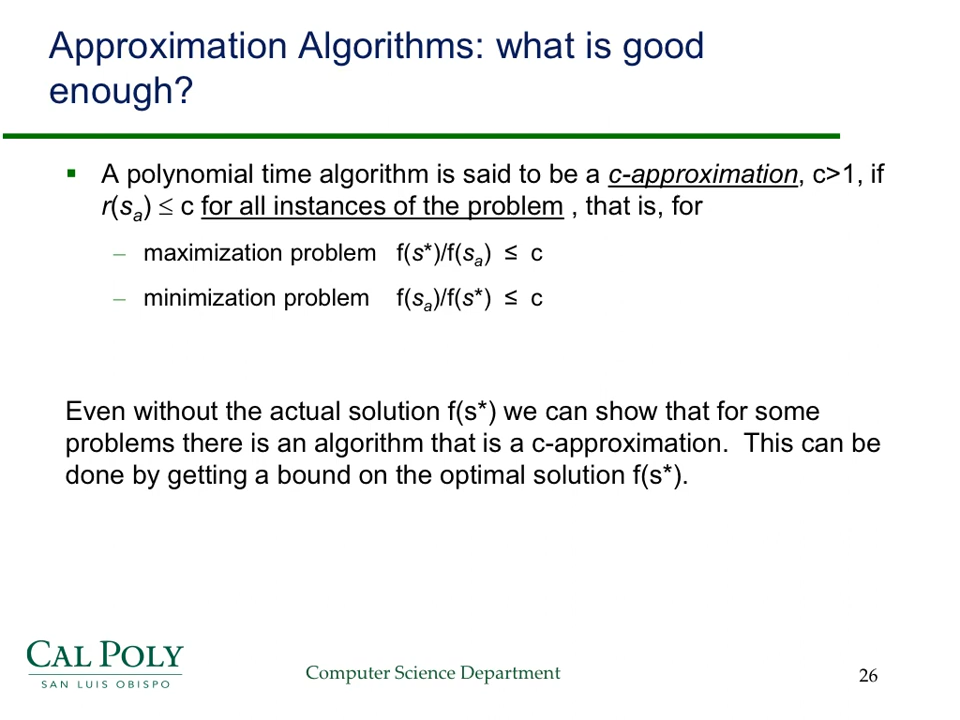 Approximation Algorithms: what is good
enough?
▪ A polynomial time algorithm is said to be a c-approximation, c>1, if
r(sₐ) ≤ c for all instances of the problem , that is, for
– maximization problem f(s*)/f(sₐ) ≤ c
– minimization problem f(sₐ)/f(s*) ≤ c
Even without the actual solution f(s*) we can show that for some
problems there is an algorithm that is a c-approximation. This can be
done by getting a bound on the optimal solution f(s*).
CAL POLY
SAN LUIS OBISPO
Computer Science Department
26